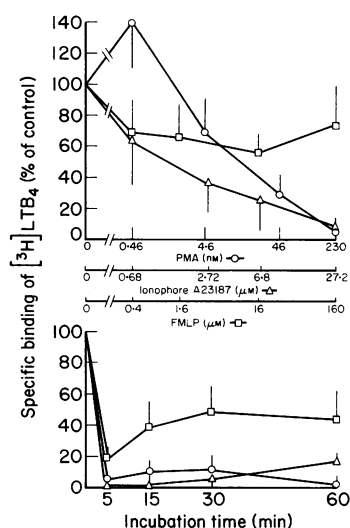 Specific binding of [³H] LTB₄ (% of control)
140
120
100
80
60
40
20
0
0 0·46 4·6 46 230
PMA (nM) -○-
0 0·68 2·72 6·8 27·2
Ionophore A23187 (μM) -△-
0 0·4 1·6 16 160
FMLP (μM) -□-
100
80
60
40
20
0
5 15 30 60
Incubation time (min)